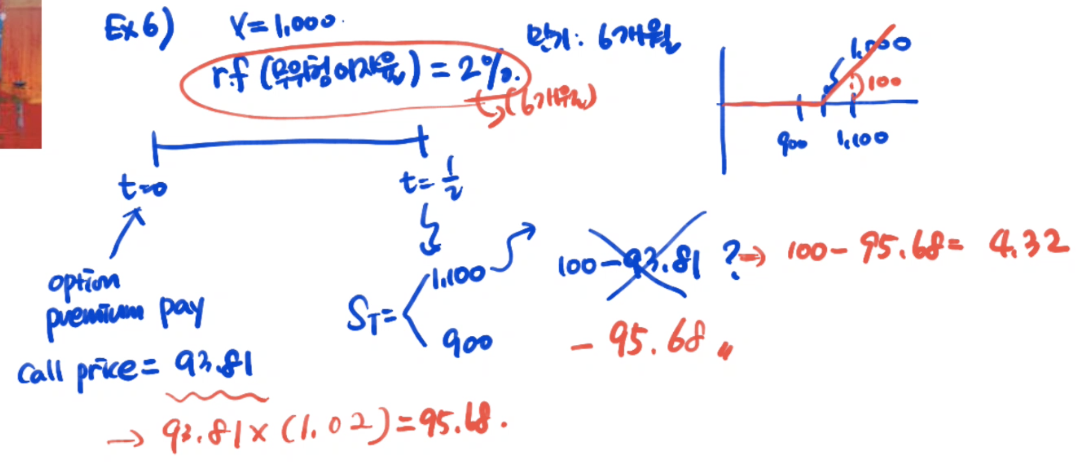 Ex 6) X = 1,000.
만기: 6개월
rf (무위험이자율) = 2%.
↳ (6개월)
1,000
100
900 1,100
t=0
t = 1/2
option
premium pay
call price = 93.81
→ 93.81 × (1.02) = 95.68.
S_T = 1,100
900
100 - 93.81 ? → 100 - 95.68 = 4.32
- 95.68 〃